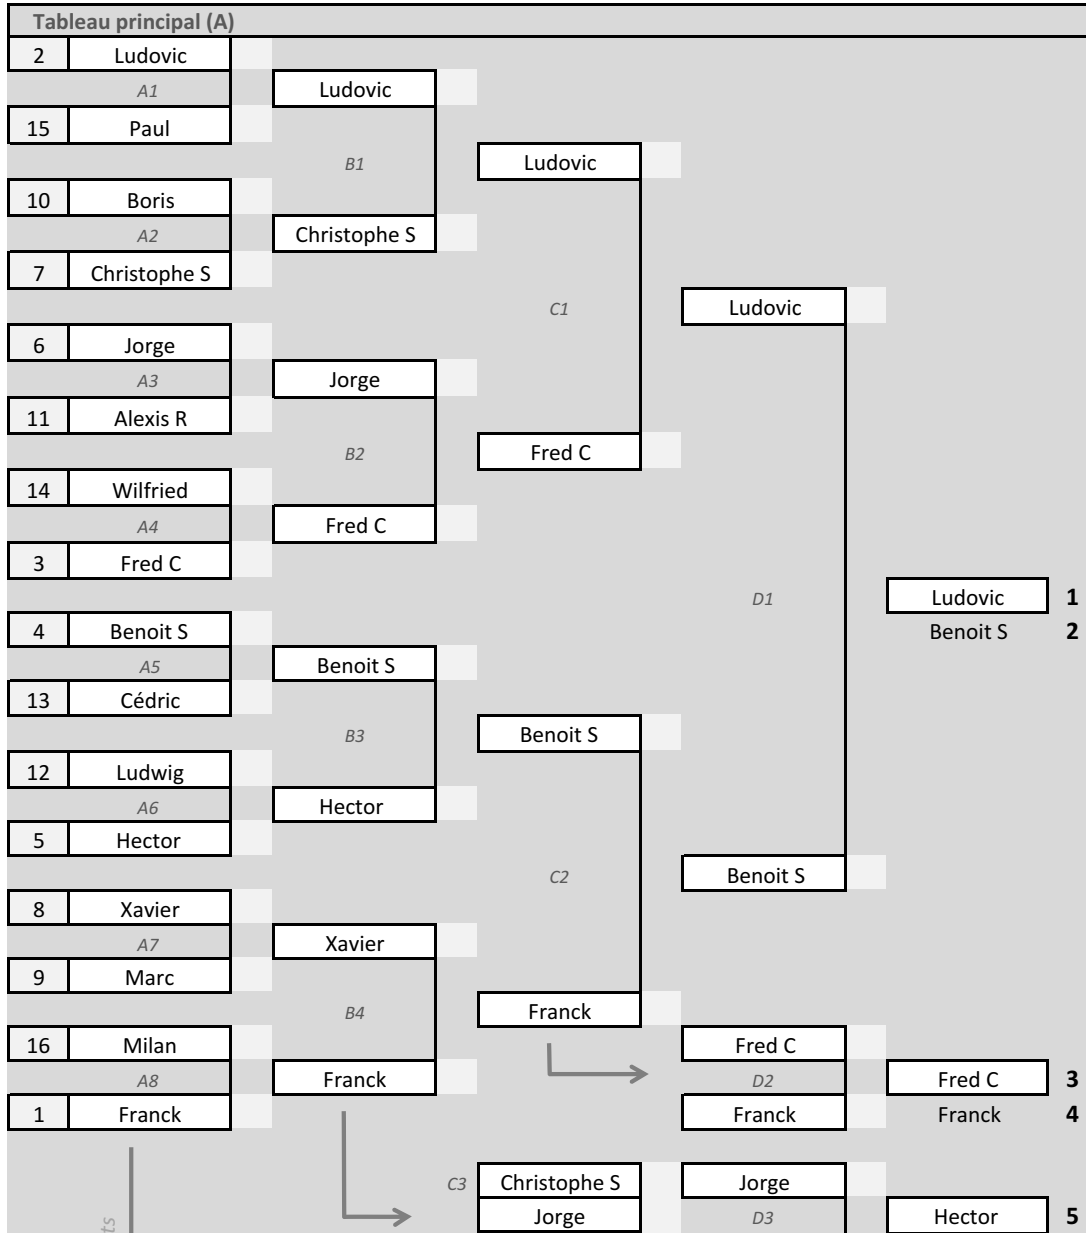 Tableau principal (A)
2 Ludovic
A1 Ludovic
15 Paul
B1 Ludovic
10 Boris
A2 Christophe S
7 Christophe S
C1 Ludovic
6 Jorge
A3 Jorge
11 Alexis R
B2 Fred C
14 Wilfried
A4 Fred C
3 Fred C
D1 Ludovic 1
4 Benoit S Benoit S 2
A5 Benoit S
13 Cédric
B3 Benoit S
12 Ludwig
A6 Hector
5 Hector
C2 Benoit S
8 Xavier
A7 Xavier
9 Marc
B4 Franck
16 Milan Fred C
A8 Franck D2 Fred C 3
1 Franck Franck Franck 4
C3 Christophe S Jorge
Jorge D3 Hector 5